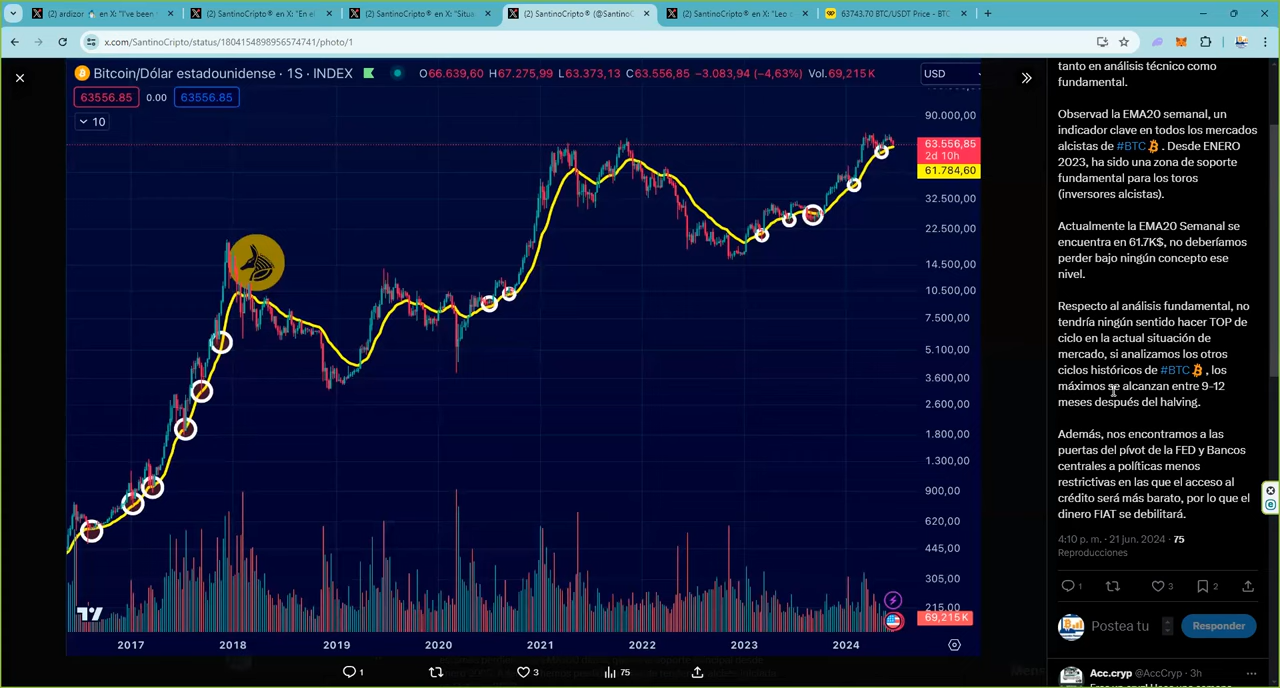 ardizor en X: "I've been
(2) SantinoCripto® en X: "En el
(2) SantinoCripto® en X: "Situa
(2) SantinoCripto® (@SantinoC
(2) SantinoCripto® en X: "Leo
63743.70 BTC/USDT Price - BTC
x.com/SantinoCripto/status/1804154898956574741/photo/1
Bitcoin/Dólar estadounidense · 1S · INDEX
O66.639,60 H67.275,99 L63.373,13 C63.556,85 -3.083,94 (-4,63%) Vol.69,215 K
USD
63556.85 0.00 63556.85
10
90.000,00
63.556,85
2d 10h
61.784,60
32.500,00
22.500,00
14.500,00
10.500,00
7.500,00
5.100,00
3.600,00
2.600,00
1.800,00
1.300,00
900,00
620,00
445,00
305,00
215,00
69,215 K
2017 2018 2019 2020 2021 2022 2023 2024
1
3
75
tanto en análisis técnico como
fundamental.
Observad la EMA20 semanal, un
indicador clave en todos los mercados
alcistas de #BTC . Desde ENERO
2023, ha sido una zona de soporte
fundamental para los toros
(inversores alcistas).
Actualmente la EMA20 Semanal se
encuentra en 61.7K$, no deberíamos
perder bajo ningún concepto ese
nivel.
Respecto al análisis fundamental, no
tendría ningún sentido hacer TOP de
ciclo en la actual situación de
mercado, si analizamos los otros
ciclos históricos de #BTC , los
máximos se alcanzan entre 9-12
meses después del halving.
Además, nos encontramos a las
puertas del pívot de la FED y Bancos
centrales a políticas menos
restrictivas en las que el acceso al
crédito será más barato, por lo que el
dinero FIAT se debilitará.
4:10 p. m. · 21 jun. 2024 · 75
Reproducciones
1
3
2
Postea tu
Responder
Acc.cryp @AccCryp · 3h